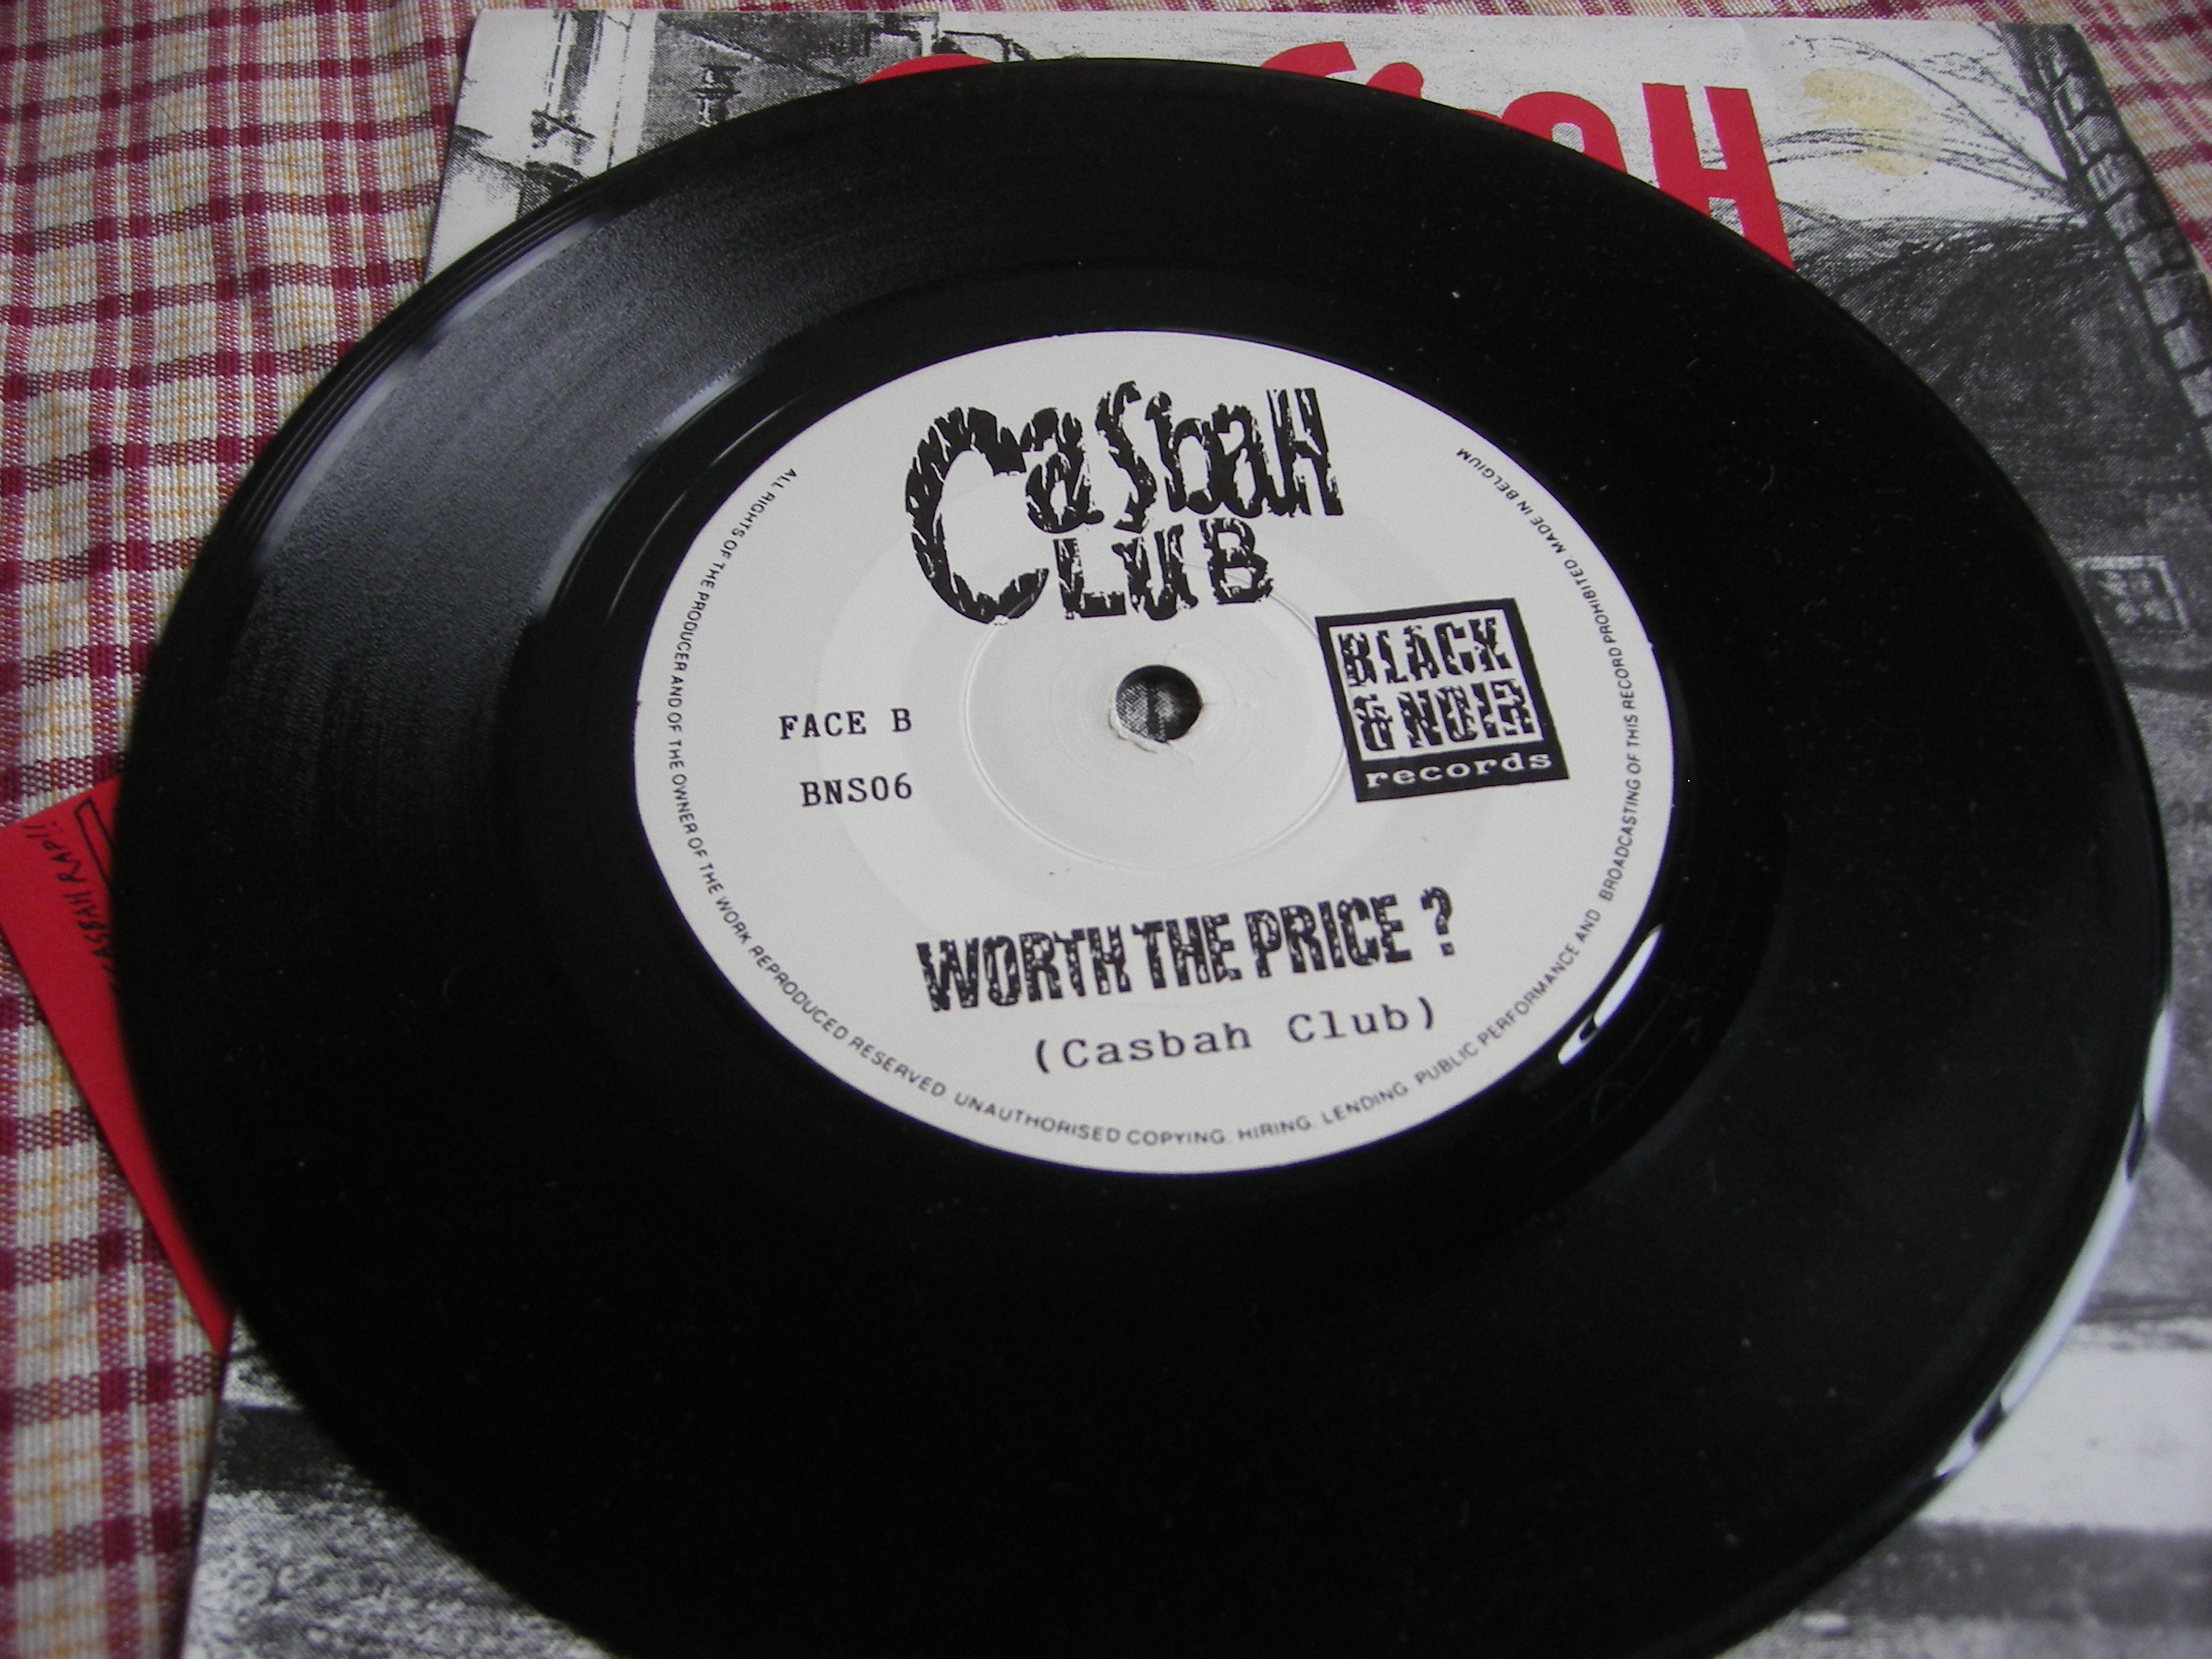 CasbaH
CLUB
BLACK
& NOIR
records
FACE B
BNS06
WORTH THE PRICE ?
(Casbah Club)
ALL RIGHTS OF THE PRODUCER AND OF THE OWNER OF THE WORK REPRODUCED RESERVED UNAUTHORISED COPYING. HIRING. LENDING PUBLIC PERFORMANCE AND BROADCASTING OF THIS RECORD PROHIBITED MADE IN BELGIUM
CASBAH RAP!!